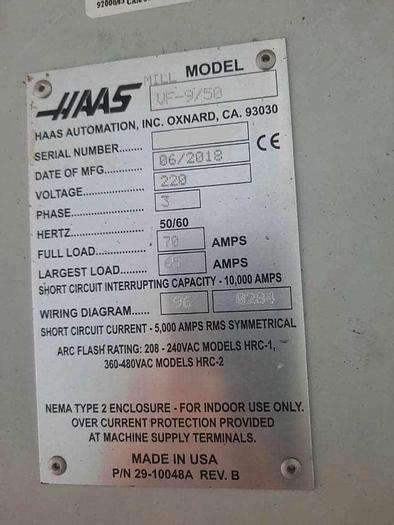 HAAS
MILL MODEL
VF-9/50
HAAS AUTOMATION, INC. OXNARD, CA. 93030
SERIAL NUMBER.......
DATE OF MFG........... 06/2018
CE
VOLTAGE.................. 220
PHASE...................... 3
HERTZ 50/60
FULL LOAD............... 70 AMPS
LARGEST LOAD......... 65 AMPS
SHORT CIRCUIT INTERRUPTING CAPACITY - 10,000 AMPS
WIRING DIAGRAM...... 96 0284
SHORT CIRCUIT CURRENT - 5,000 AMPS RMS SYMMETRICAL
ARC FLASH RATING: 208 - 240VAC MODELS HRC-1,
360-480VAC MODELS HRC-2
NEMA TYPE 2 ENCLOSURE - FOR INDOOR USE ONLY.
OVER CURRENT PROTECTION PROVIDED
AT MACHINE SUPPLY TERMINALS.
MADE IN USA
P/N 29-10048A REV. B